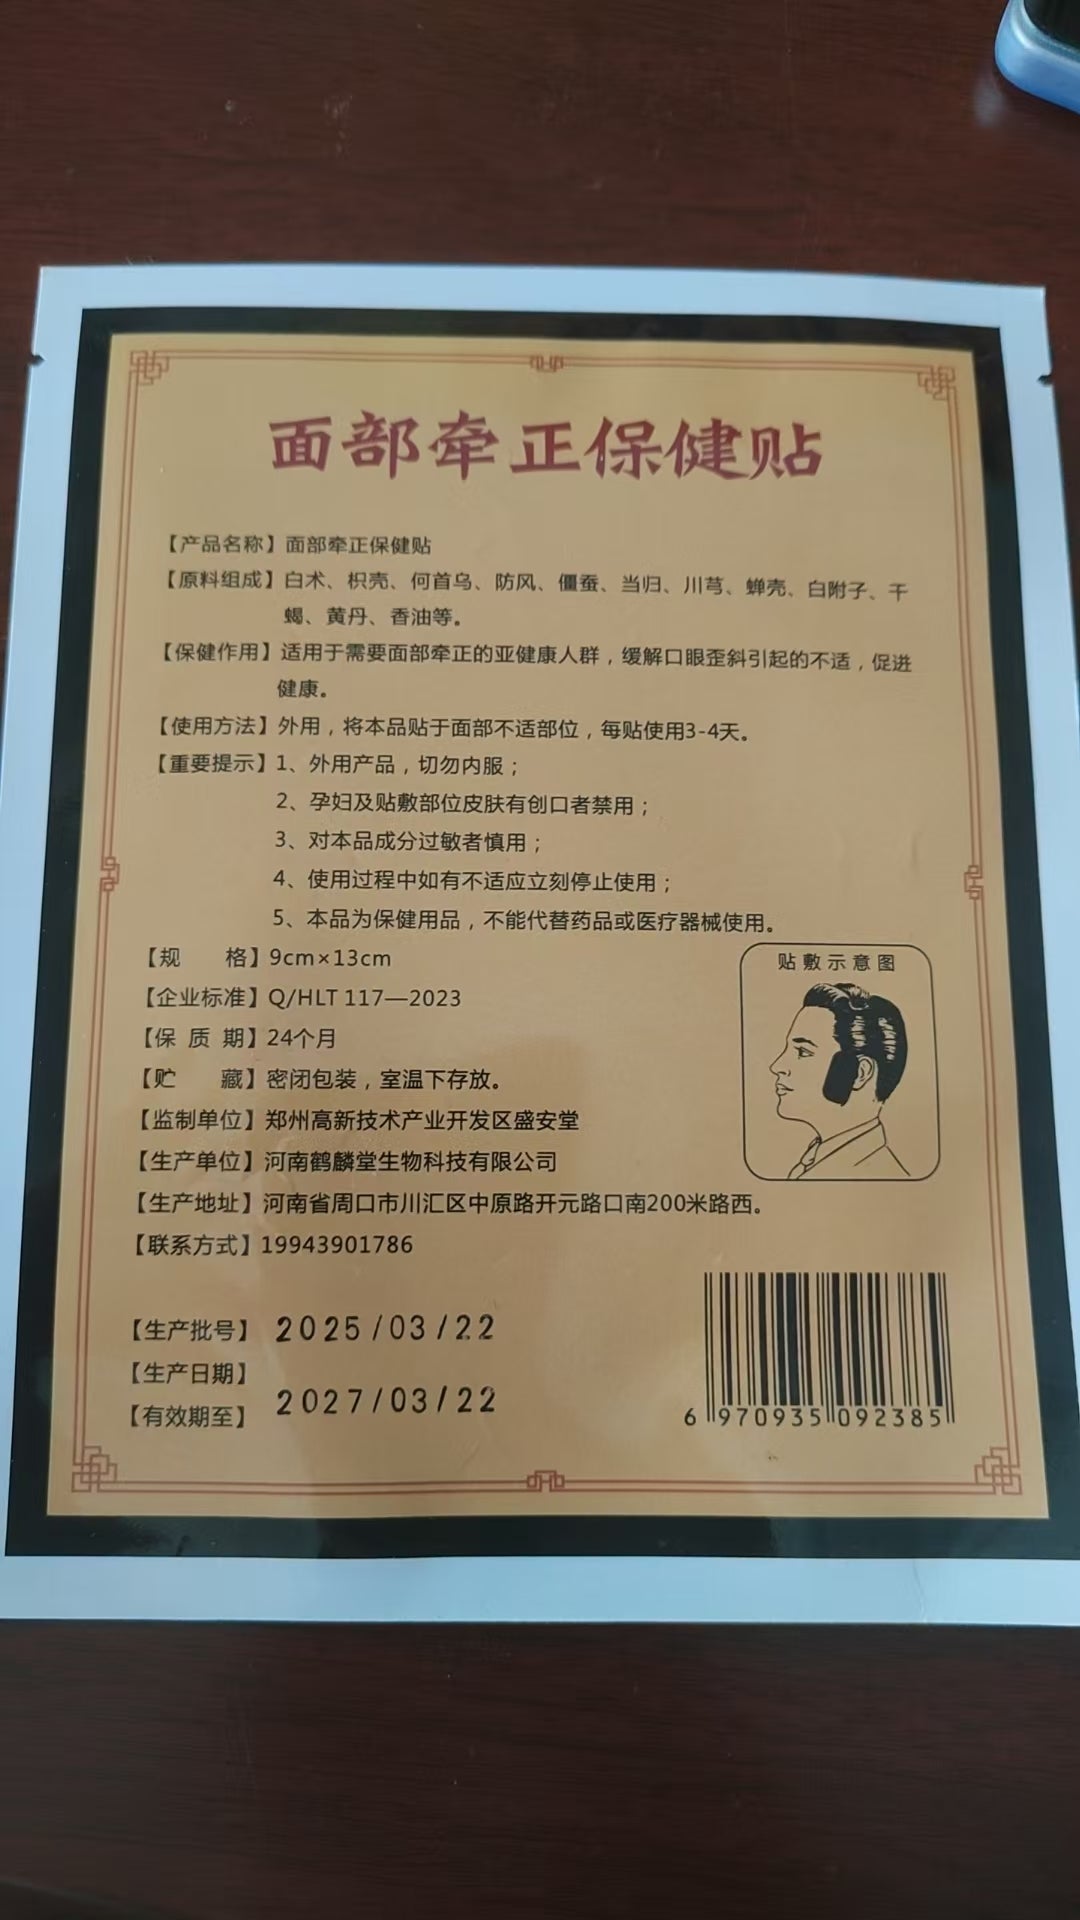 面部牵正保健贴
【产品名称】面部牵正保健贴
【原料组成】白术、枳壳、何首乌、防风、僵蚕、当归、川芎、蝉壳、白附子、干
蝎、黄丹、香油等。
【保健作用】适用于需要面部牵正的亚健康人群，缓解口眼歪斜引起的不适，促进
健康。
【使用方法】外用，将本品贴于面部不适部位，每贴使用3-4天。
【重要提示】1、外用产品，切勿内服；
2、孕妇及贴敷部位皮肤有创口者禁用；
3、对本品成分过敏者慎用；
4、使用过程中如有不适应立刻停止使用；
5、本品为保健用品，不能代替药品或医疗器械使用。
【规 格】9cm×13cm
【企业标准】Q/HLT 117—2023
【保 质 期】24个月
【贮 藏】密闭包装，室温下存放。
【监制单位】郑州高新技术产业开发区盛安堂
【生产单位】河南鹤麟堂生物科技有限公司
【生产地址】河南省周口市川汇区中原路开元路口南200米路西。
【联系方式】19943901786
贴敷示意图
【生产批号】2025/03/22
【生产日期】
【有效期至】2027/03/22
6 970935 092385